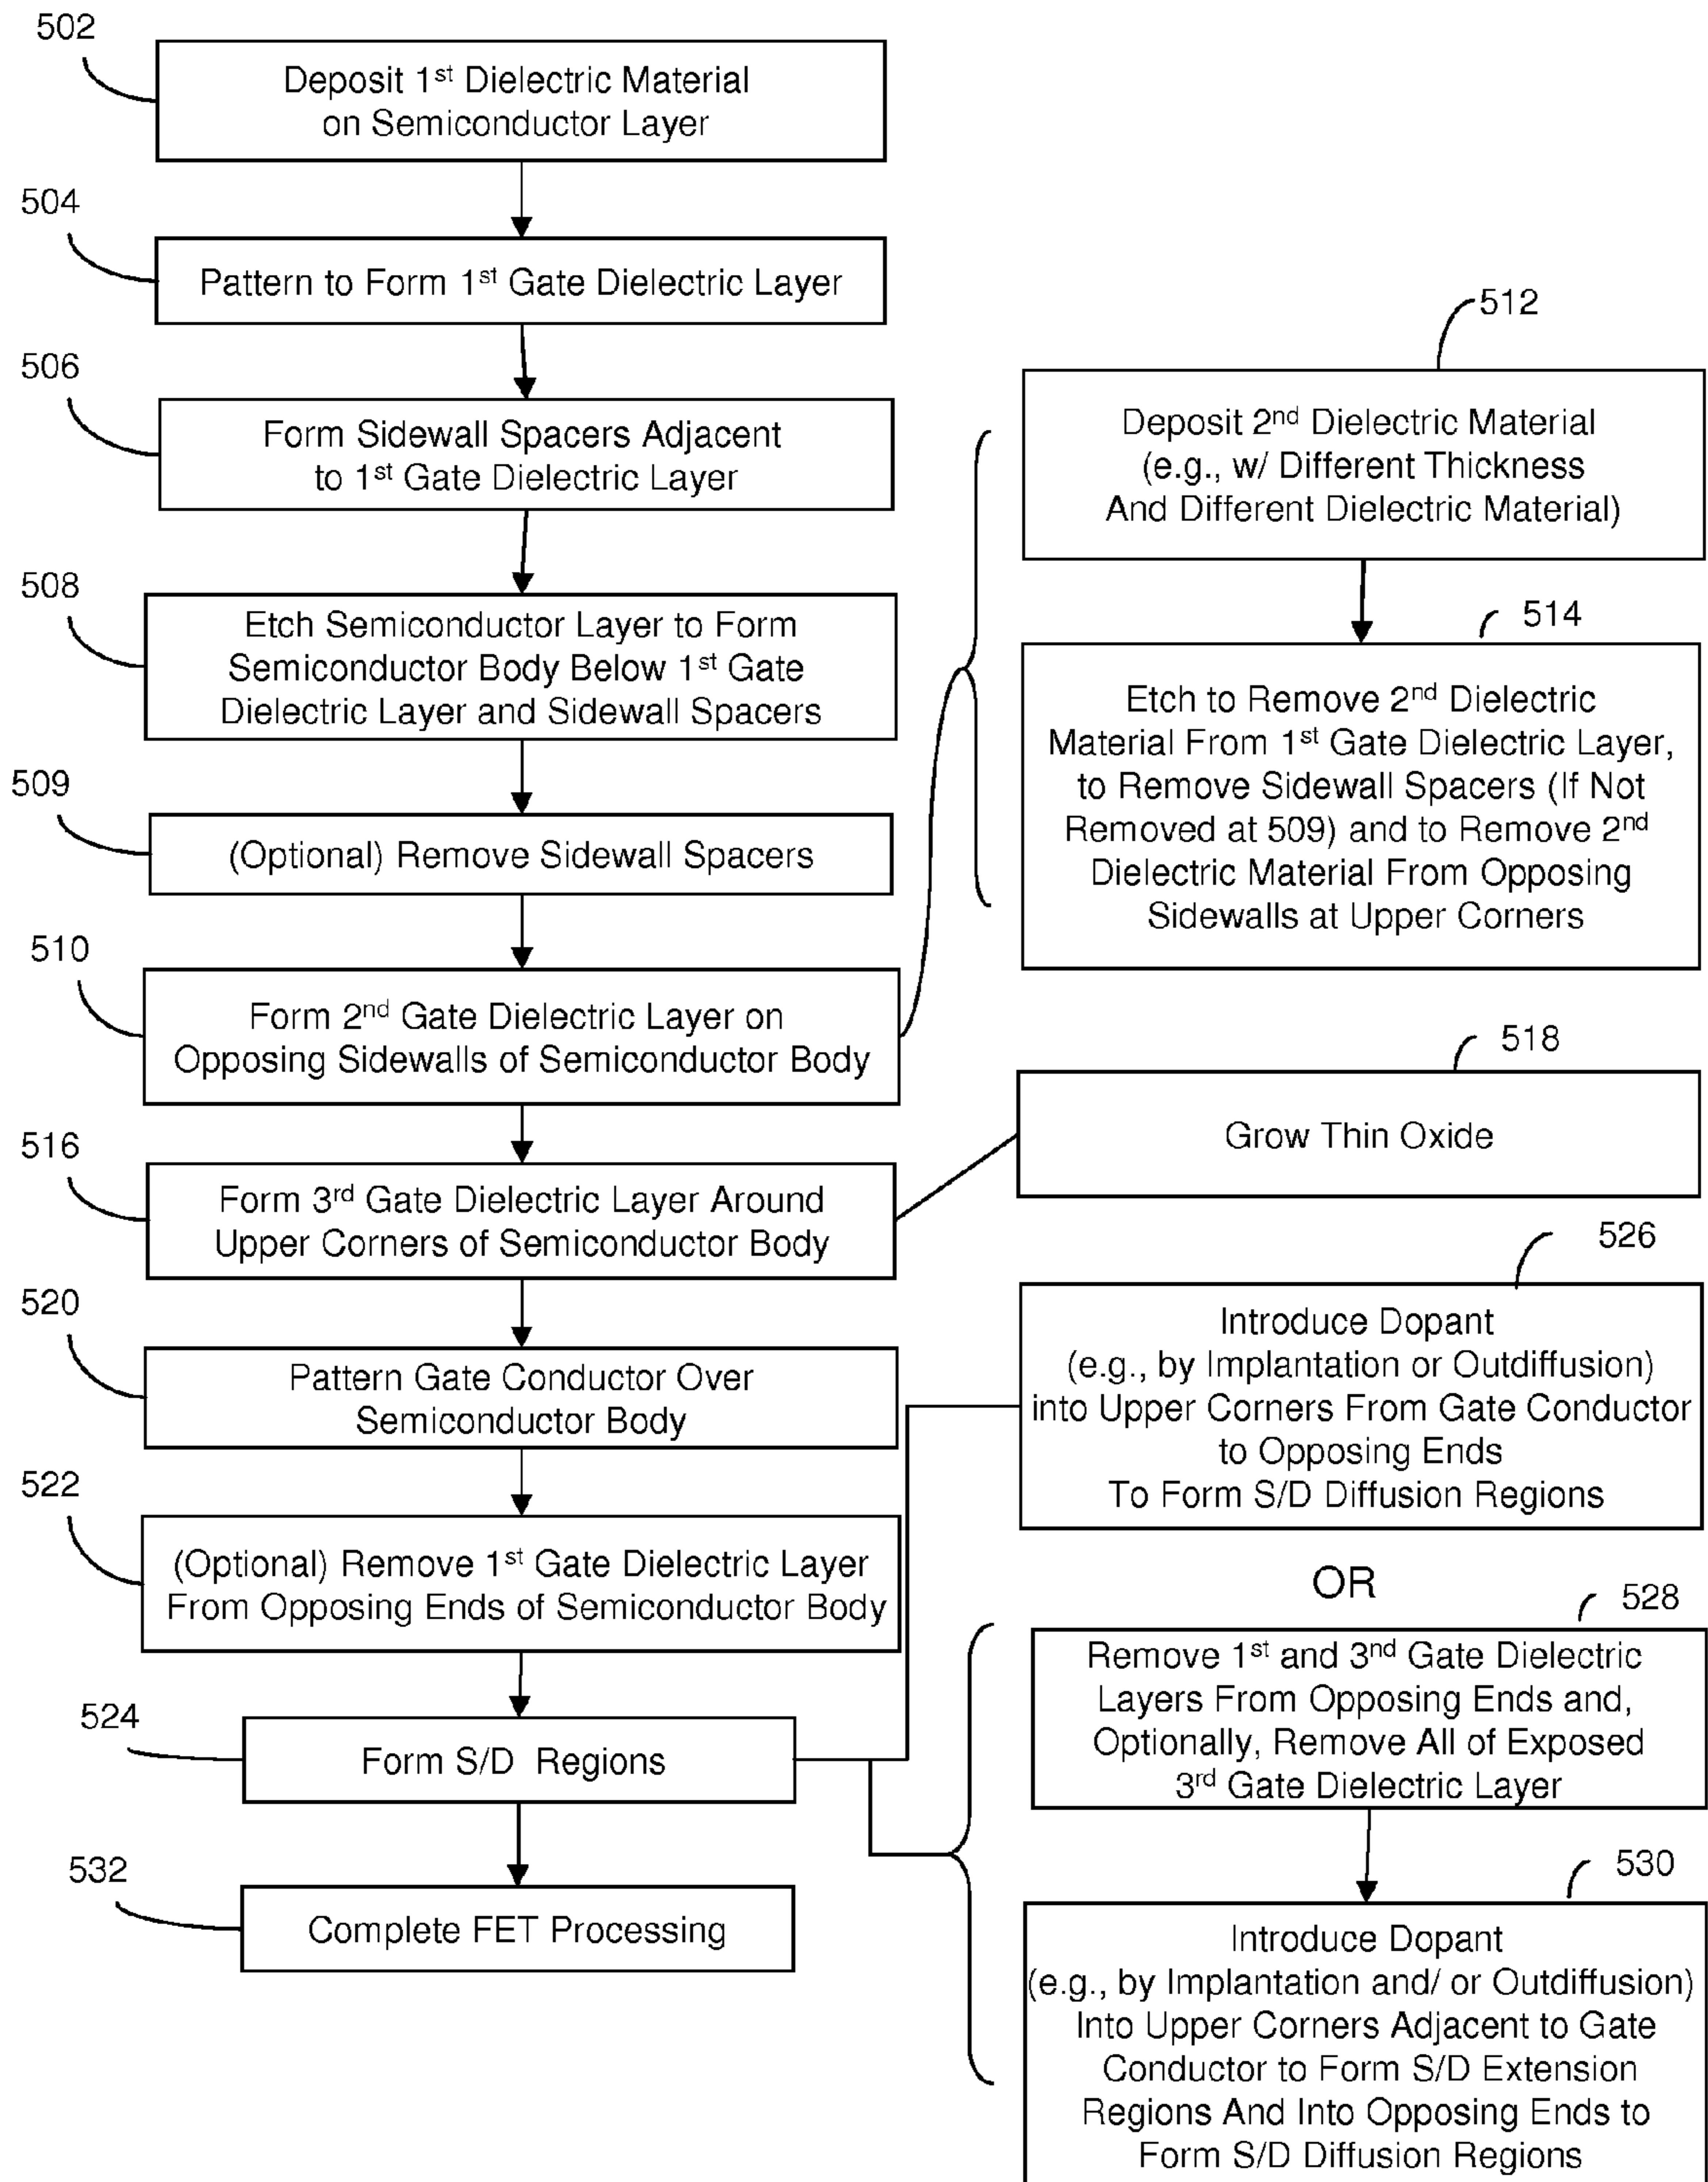 502
Deposit 1st Dielectric Material
on Semiconductor Layer
504
Pattern to Form 1st Gate Dielectric Layer
506
Form Sidewall Spacers Adjacent
to 1st Gate Dielectric Layer
508
Etch Semiconductor Layer to Form
Semiconductor Body Below 1st Gate
Dielectric Layer and Sidewall Spacers
509
(Optional) Remove Sidewall Spacers
510
Form 2nd Gate Dielectric Layer on
Opposing Sidewalls of Semiconductor Body
512
Deposit 2nd Dielectric Material
(e.g., w/ Different Thickness
And Different Dielectric Material)
514
Etch to Remove 2nd Dielectric
Material From 1st Gate Dielectric Layer,
to Remove Sidewall Spacers (If Not
Removed at 509) and to Remove 2nd
Dielectric Material From Opposing
Sidewalls at Upper Corners
516
Form 3rd Gate Dielectric Layer Around
Upper Corners of Semiconductor Body
518
Grow Thin Oxide
520
Pattern Gate Conductor Over
Semiconductor Body
522
(Optional) Remove 1st Gate Dielectric Layer
From Opposing Ends of Semiconductor Body
524
Form S/D Regions
526
Introduce Dopant
(e.g., by Implantation or Outdiffusion)
into Upper Corners From Gate Conductor
to Opposing Ends
To Form S/D Diffusion Regions
OR
528
Remove 1st and 3nd Gate Dielectric
Layers From Opposing Ends and,
Optionally, Remove All of Exposed
3rd Gate Dielectric Layer
530
Introduce Dopant
(e.g., by Implantation and/ or Outdiffusion)
Into Upper Corners Adjacent to Gate
Conductor to Form S/D Extension
Regions And Into Opposing Ends to
Form S/D Diffusion Regions
532
Complete FET Processing